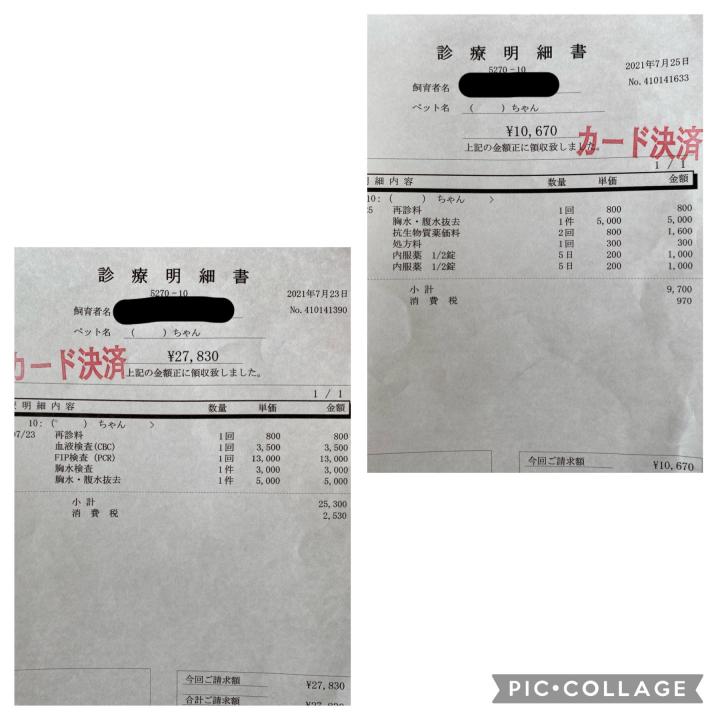 診療明細書
5270-10
2021年7月25日
飼育者名
No.410141633
ペット名 ( )ちゃん
¥10,670
カード決済
上記の金額正に領収致しました。
1 / 1
明細内容 数量 単価 金額
10:( ) ちゃん >
25 再診料 1回 800 800
胸水・腹水抜去 1件 5,000 5,000
抗生物質薬価料 2回 800 1,600
処方料 1回 300 300
内服薬 1/2錠 5日 200 1,000
内服薬 1/2錠 5日 200 1,000
小計 9,700
消費税 970
今回ご請求額 ¥10,670
診療明細書
5270-10
2021年7月23日
飼育者名
No.410141390
ペット名 ( )ちゃん
¥27,830
カード決済
上記の金額正に領収致しました。
1 / 1
明細内容 数量 単価 金額
10:( ) ちゃん >
07/23 再診料 1回 800 800
血液検査(CBC) 1回 3,500 3,500
FIP検査(PCR) 1回 13,000 13,000
胸水検査 1件 3,000 3,000
胸水・腹水抜去 1件 5,000 5,000
小計 25,300
消費税 2,530
今回ご請求額 ¥27,830
合計ご請求額 ¥27,830
PIC•COLLAGE